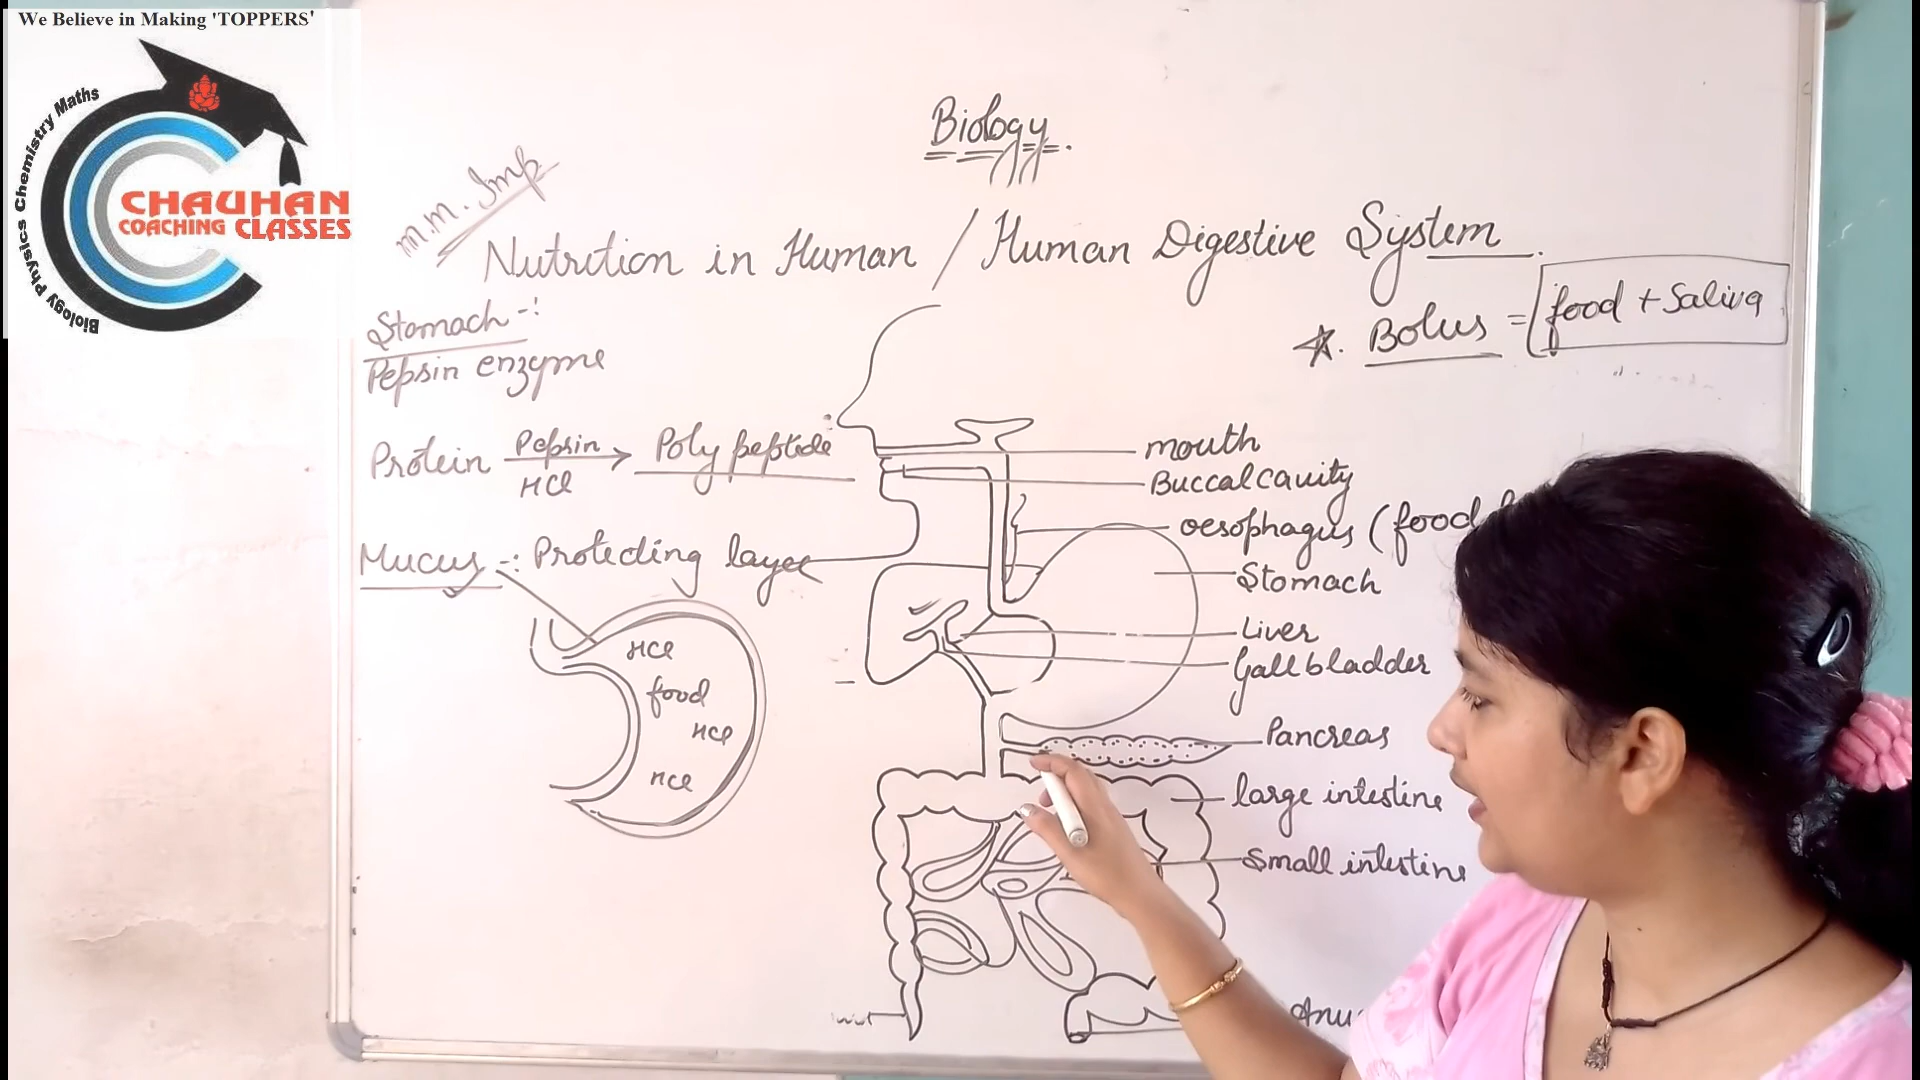 We Believe in Making 'TOPPERS'
Biology Physics Chemistry Maths
CHAUHAN
COACHING CLASSES
Biology.
M.M. Imp
Nutrition in Human / Human Digestive System.
Stomach -:
Pepsin enzyme
* Bolus = food + Saliva
Protein Pepsin HCl → Poly peptide
Mucus -: Protecting layer
HCl
food
HCl
HCl
mouth
Buccal cavity
oesophagus (food
Stomach
Liver
Gall bladder
Pancreas
large intestine
Small intestine